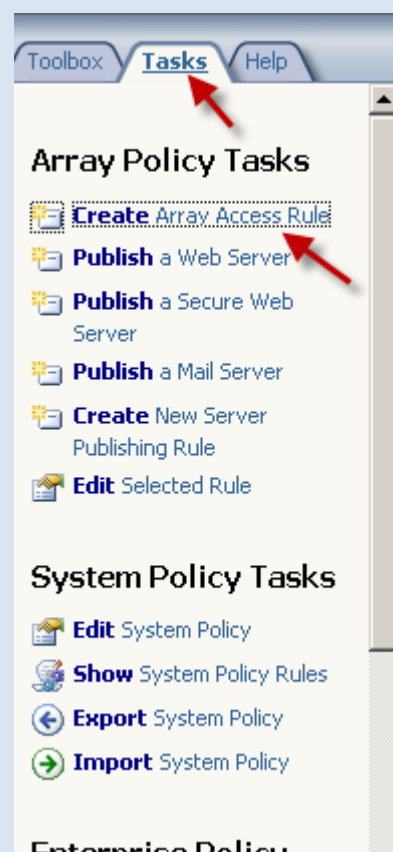 Toolbox Tasks Help
Array Policy Tasks
Create Array Access Rule
Publish a Web Server
Publish a Secure Web
Server
Publish a Mail Server
Create New Server
Publishing Rule
Edit Selected Rule
System Policy Tasks
Edit System Policy
Show System Policy Rules
Export System Policy
Import System Policy
Enterprise Policy